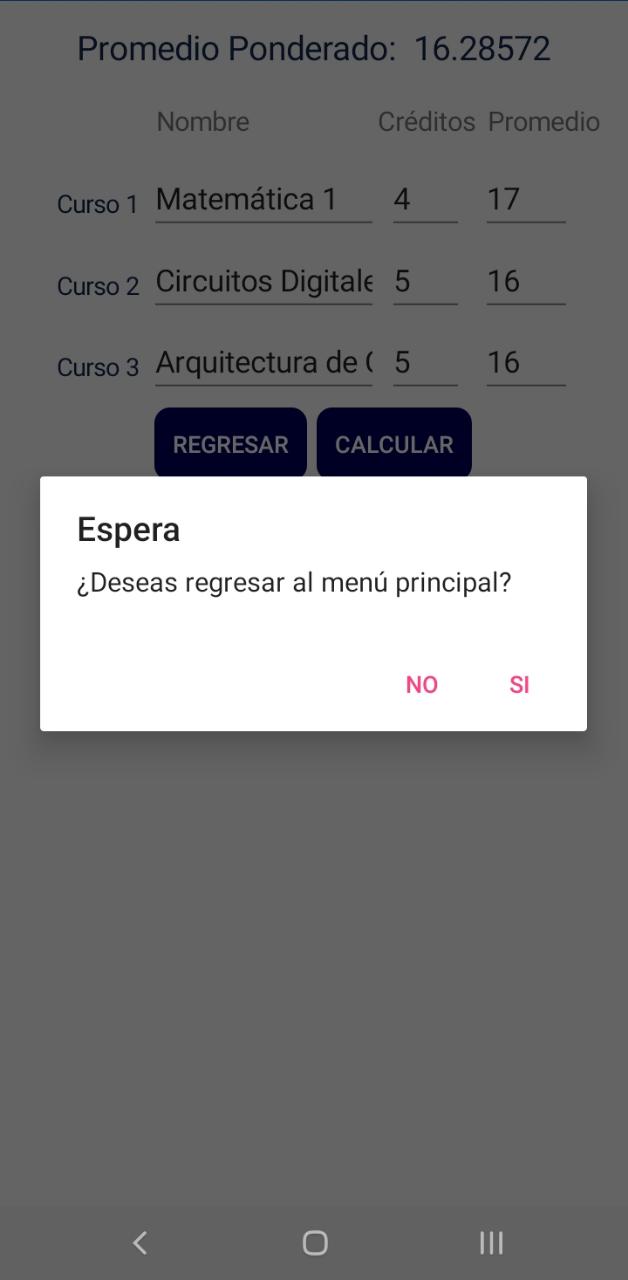 Promedio Ponderado: 16.28572
Nombre Créditos Promedio
Curso 1 Matemática 1 4 17
Curso 2 Circuitos Digitale 5 16
Curso 3 Arquitectura de 5 16
REGRESAR CALCULAR
Espera
¿Deseas regresar al menú principal?
NO SI